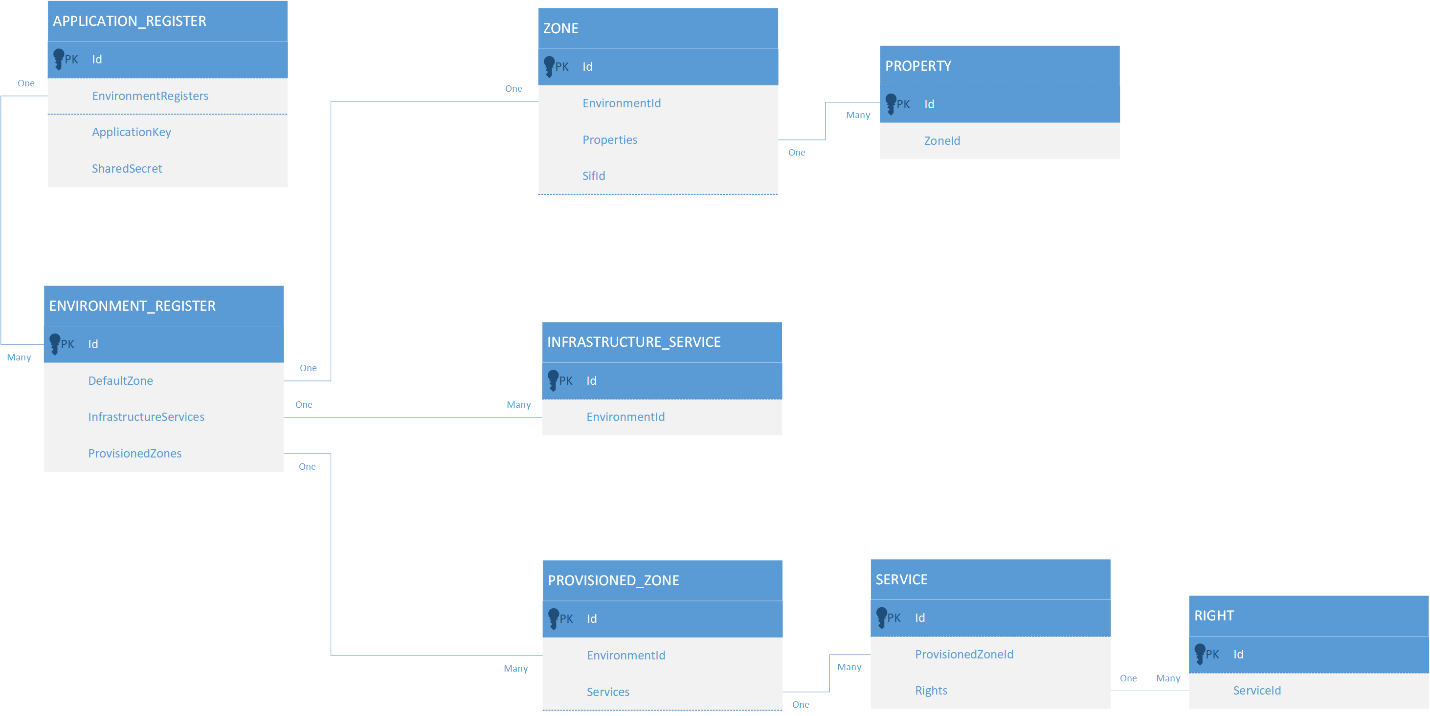 APPLICATION_REGISTER
PK Id
One
EnvironmentRegisters
ApplicationKey
SharedSecret
ZONE
PK Id
One
EnvironmentId
Properties
SifId
One
PROPERTY
PK Id
Many
ZoneId
ENVIRONMENT_REGISTER
PK Id
Many
DefaultZone
One
InfrastructureServices
One
ProvisionedZones
One
INFRASTRUCTURE_SERVICE
PK Id
Many
EnvironmentId
PROVISIONED_ZONE
PK Id
EnvironmentId
Many
Services
One
SERVICE
PK Id
ProvisionedZoneId
Many
Rights
One
Many
RIGHT
PK Id
ServiceId